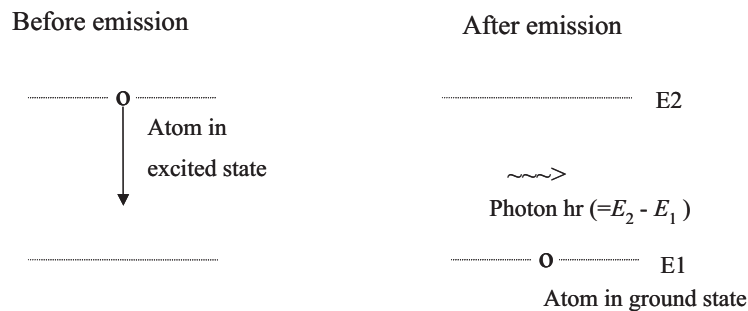 Before emission
After emission
E2
Atom in
excited state
~~~>
Photon hr (=E₂ - E₁ )
E1
Atom in ground state